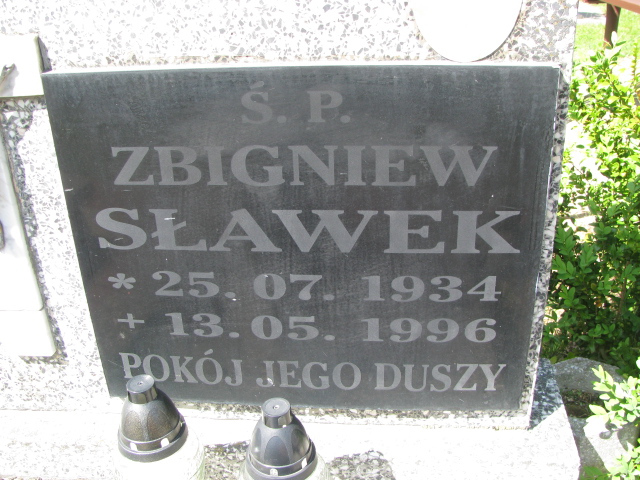 Ś. P.
ZBIGNIEW
SŁAWEK
* 25. 07. 1934
+ 13. 05. 1996
POKÓJ JEGO DUSZY